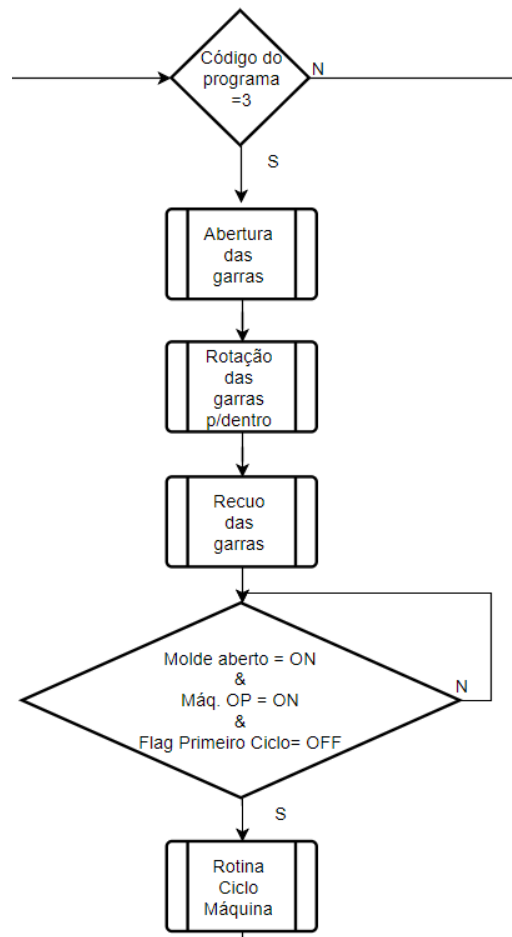 Código do
programa
=3
N
S
Abertura
das
garras
Rotação
das
garras
p/dentro
Recuo
das
garras
Molde aberto = ON
&
Máq. OP = ON
&
Flag Primeiro Ciclo= OFF
N
S
Rotina
Ciclo
Máquina